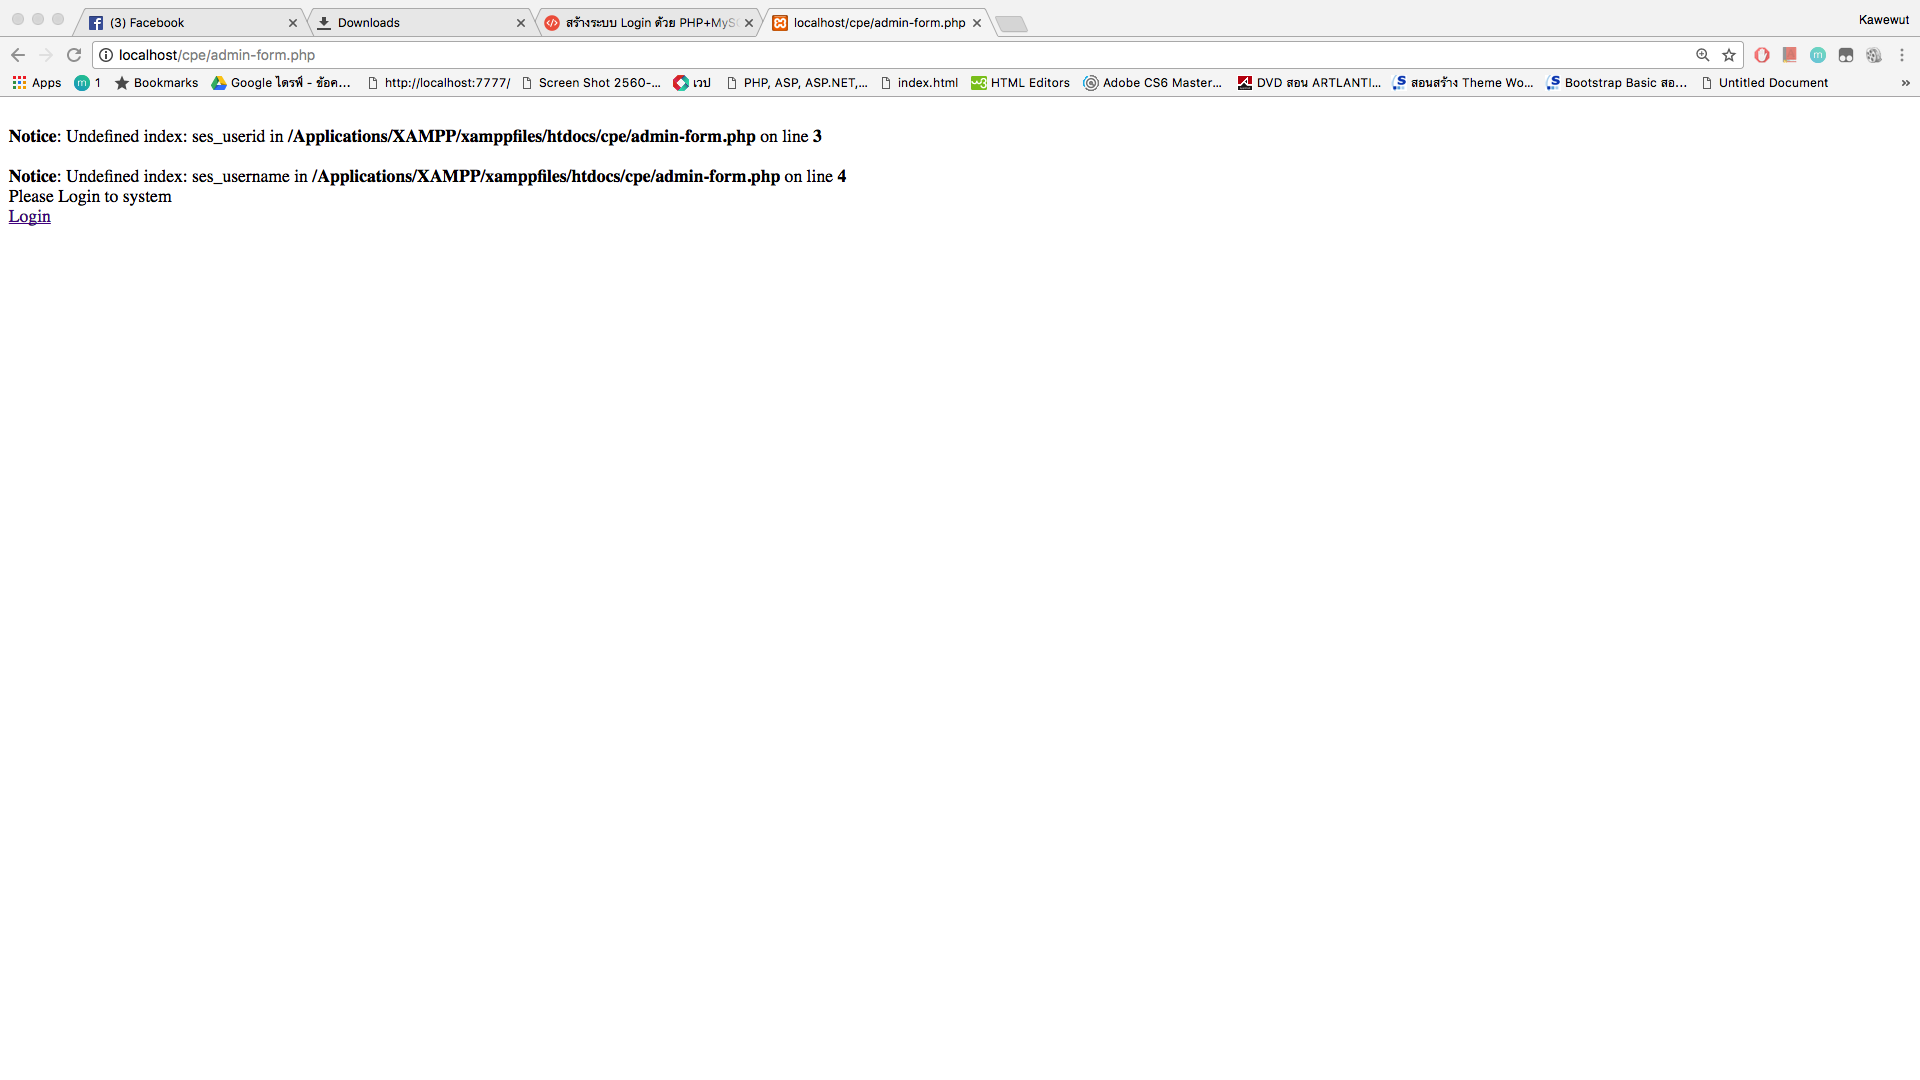 (3) Facebook
Downloads
สร้างระบบ Login ด้วย PHP+MyS
localhost/cpe/admin-form.php
Kawewut
localhost/cpe/admin-form.php
Apps
1
Bookmarks
Google ไดรฟ์ - ข้อค...
http://localhost:7777/
Screen Shot 2560-...
เวป
PHP, ASP, ASP.NET,...
index.html
HTML Editors
Adobe CS6 Master...
DVD สอน ARTLANTI...
สอนสร้าง Theme Wo...
Bootstrap Basic สอ...
Untitled Document
»
Notice: Undefined index: ses_userid in /Applications/XAMPP/xamppfiles/htdocs/cpe/admin-form.php on line 3
Notice: Undefined index: ses_username in /Applications/XAMPP/xamppfiles/htdocs/cpe/admin-form.php on line 4
Please Login to system
Login